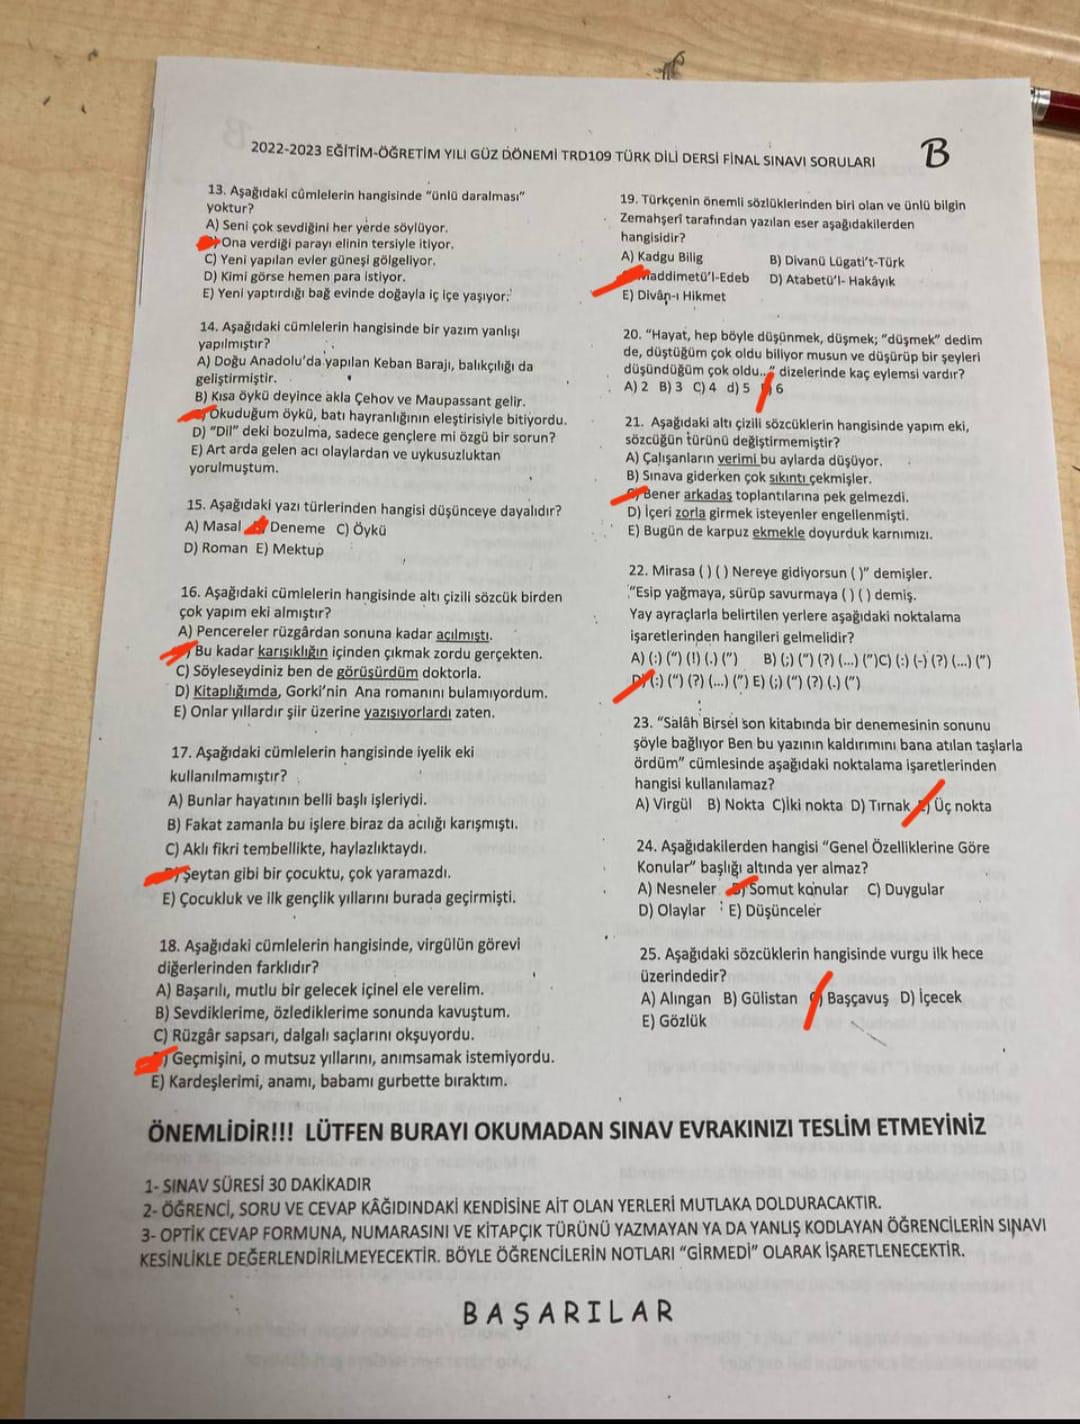 2022-2023 EĞİTİM-ÖĞRETİM YILI GÜZ DÖNEMİ TRD109 TÜRK DİLİ DERSİ FİNAL SINAVI SORULARI
B
13. Aşağıdaki cûmlelerin hangisinde "ünlü daralması"
yoktur?
A) Seni çok sevdiğini her yerde söylüyor.
Ona verdiği parayı elinin tersiyle itiyor.
C) Yeni yapılan evler güneşi gölgeliyor.
D) Kimi görse hemen para istiyor.
E) Yeni yaptırdığı bağ evinde doğayla iç içe yaşıyor.
14. Aşağıdaki cümlelerin hangisinde bir yazım yanlışı
yapılmıştır?
A) Doğu Anadolu'da yapılan Keban Barajı, balıkçılığı da
geliştirmiştir.
B) Kısa öykü deyince akla Çehov ve Maupassant gelir.
Okuduğum öykü, batı hayranlığının eleştirisiyle bitiyordu.
D) "Dil" deki bozulma, sadece gençlere mi özgü bir sorun?
E) Art arda gelen acı olaylardan ve uykusuzluktan
yorulmuştum.
15. Aşağıdaki yazı türlerinden hangisi düşünceye dayalıdır?
A) Masal Deneme C) Öykü
D) Roman E) Mektup
16. Aşağıdaki cümlelerin hangisinde altı çizili sözcük birden
çok yapım eki almıştır?
A) Pencereler rüzgârdan sonuna kadar açılmıştı.
Bu kadar karışıklığın içinden çıkmak zordu gerçekten.
C) Söyleseydiniz ben de görüşürdüm doktorla.
D) Kitaplığımda, Gorki'nin Ana romanını bulamıyordum.
E) Onlar yıllardır şiir üzerine yazışıyorlardı zaten.
17. Aşağıdaki cümlelerin hangisinde iyelik eki
kullanılmamıştır?
A) Bunlar hayatının belli başlı işleriydi.
B) Fakat zamanla bu işlere biraz da acılığı karışmıştı.
C) Aklı fikri tembellikte, haylazlıktaydı.
D) Şeytan gibi bir çocuktu, çok yaramazdı.
E) Çocukluk ve ilk gençlik yıllarını burada geçirmişti.
18. Aşağıdaki cümlelerin hangisinde, virgülün görevi
diğerlerinden farklıdır?
A) Başarılı, mutlu bir gelecek içinel ele verelim.
B) Sevdiklerime, özlediklerime sonunda kavuştum.
C) Rüzgâr sapsarı, dalgalı saçlarını okşuyordu.
Geçmişini, o mutsuz yıllarını, anımsamak istemiyordu.
E) Kardeşlerimi, anamı, babamı gurbette bıraktım.
19. Türkçenin önemli sözlüklerinden biri olan ve ünlü bilgin
Zemahşerî tarafından yazılan eser aşağıdakilerden
hangisidir?
A) Kadgu Bilig B) Divanü Lügati't-Türk
Maddimetü'l-Edeb D) Atabetü'l- Hakâyık
E) Divân-ı Hikmet
20. "Hayat, hep böyle düşünmek, düşmek; "düşmek" dedim
de, düştüğüm çok oldu biliyor musun ve düşürüp bir şeyleri
düşündüğüm çok oldu..." dizelerinde kaç eylemsi vardır?
A) 2 B) 3 Ç) 4 d) 5 6
21. Aşağıdaki altı çizili sözcüklerin hangisinde yapım eki,
sözcüğün türünü değiştirmemiştir?
A) Çalışanların verimi bu aylarda düşüyor.
B) Sınava giderken çok sıkıntı çekmişler.
C) Bener arkadaş toplantılarına pek gelmezdi.
D) İçeri zorla girmek isteyenler engellenmişti.
E) Bugün de karpuz ekmekle doyurduk karnımızı.
22. Mirasa ( ) ( ) Nereye gidiyorsun ( )" demişler.
"Esip yağmaya, sürüp savurmaya ( ) ( ) demiş.
Yay ayraçlarla belirtilen yerlere aşağıdaki noktalama
işaretlerinden hangileri gelmelidir?
A) (:) (") (!) (.) (") B) (;) (") (?) (...) (")C) (:) (-) (?) (...) (")
D) (:) (") (?) (...) (") E) (;) (") (?) (.) (")
23. "Salâh Birsel son kitabında bir denemesinin sonunu
şöyle bağlıyor Ben bu yazının kaldırımını bana atılan taşlarla
ördüm" cümlesinde aşağıdaki noktalama işaretlerinden
hangisi kullanılamaz?
A) Virgül B) Nokta C)İki nokta D) Tırnak E) Üç nokta
24. Aşağıdakilerden hangisi "Genel Özelliklerine Göre
Konular" başlığı altında yer almaz?
A) Nesneler B) Somut konular C) Duygular
D) Olaylar E) Düşünceler
25. Aşağıdaki sözcüklerin hangisinde vurgu ilk hece
üzerindedir?
A) Alıngan B) Gülistan Başçavuş D) İçecek
E) Gözlük
ÖNEMLİDİR!!! LÜTFEN BURAYI OKUMADAN SINAV EVRAKINIZI TESLİM ETMEYİNİZ
1- SINAV SÜRESİ 30 DAKİKADIR
2- ÖĞRENCİ, SORU VE CEVAP KÂĞIDINDAKİ KENDİSİNE AİT OLAN YERLERİ MUTLAKA DOLDURACAKTIR.
3- OPTİK CEVAP FORMUNA, NUMARASINI VE KİTAPÇIK TÜRÜNÜ YAZMAYAN YA DA YANLIŞ KODLAYAN ÖĞRENCİLERİN SINAVI
KESİNLİKLE DEĞERLENDİRİLMEYECEKTİR. BÖYLE ÖĞRENCİLERİN NOTLARI "GİRMEDİ" OLARAK İŞARETLENECEKTİR.
BAŞARILAR